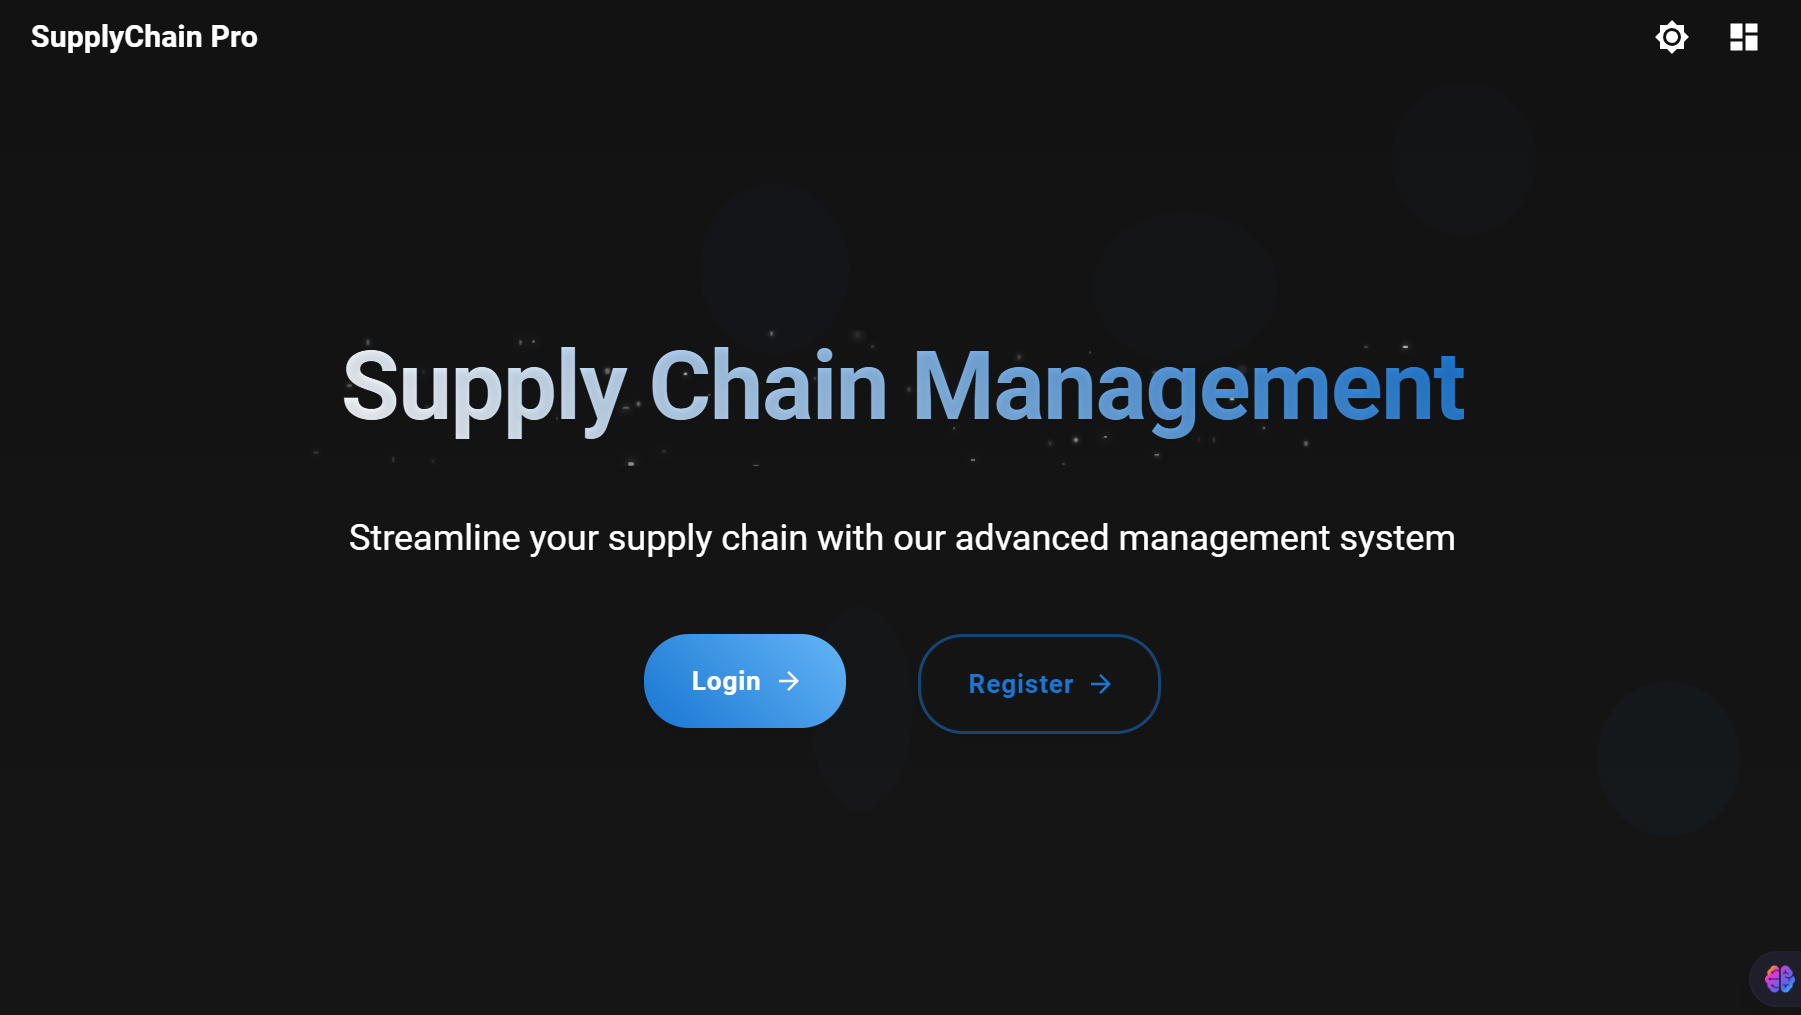 SupplyChain Pro
Supply Chain Management
Streamline your supply chain with our advanced management system
Login
Register